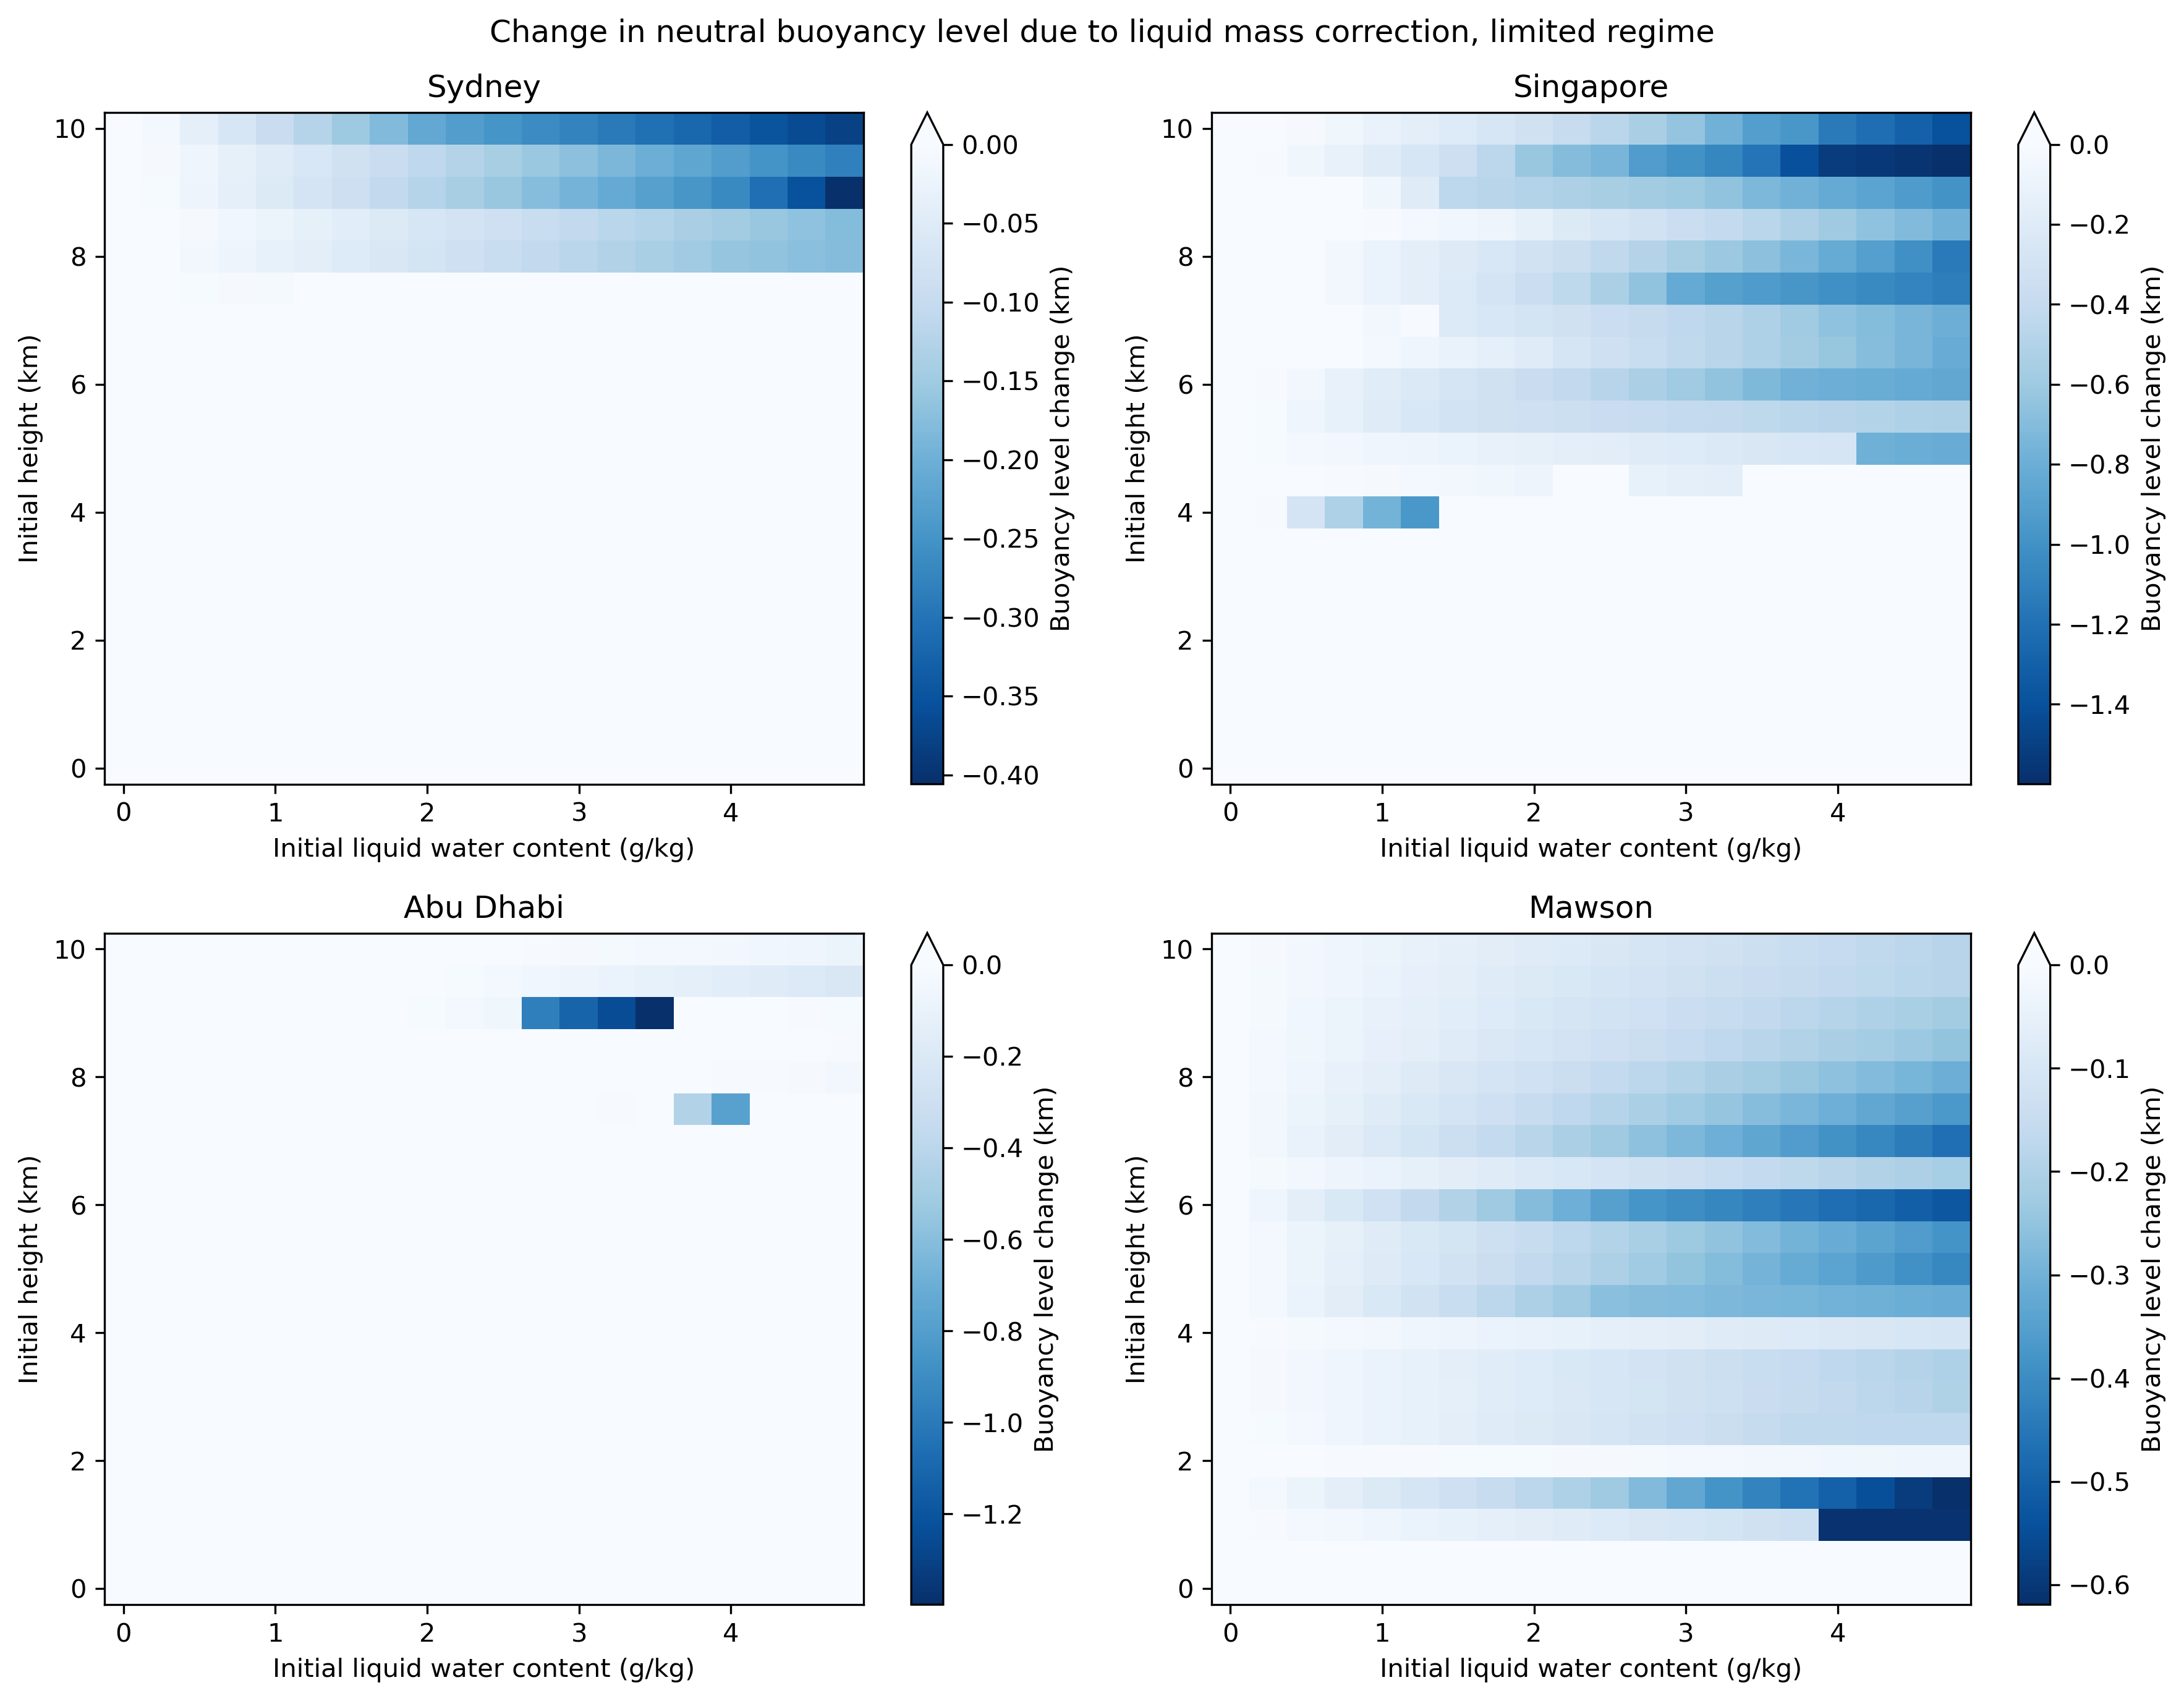 Change in neutral buoyancy level due to liquid mass correction, limited regime
Sydney
10
8
6
4
2
0
Initial height (km)
0 1 2 3 4
Initial liquid water content (g/kg)
0.00
−0.05
−0.10
−0.15
−0.20
−0.25
−0.30
−0.35
−0.40
Buoyancy level change (km)
Singapore
10
8
6
4
2
0
Initial height (km)
0 1 2 3 4
Initial liquid water content (g/kg)
0.0
−0.2
−0.4
−0.6
−0.8
−1.0
−1.2
−1.4
Buoyancy level change (km)
Abu Dhabi
10
8
6
4
2
0
Initial height (km)
0 1 2 3 4
Initial liquid water content (g/kg)
0.0
−0.2
−0.4
−0.6
−0.8
−1.0
−1.2
Buoyancy level change (km)
Mawson
10
8
6
4
2
0
Initial height (km)
0 1 2 3 4
Initial liquid water content (g/kg)
0.0
−0.1
−0.2
−0.3
−0.4
−0.5
−0.6
Buoyancy level change (km)